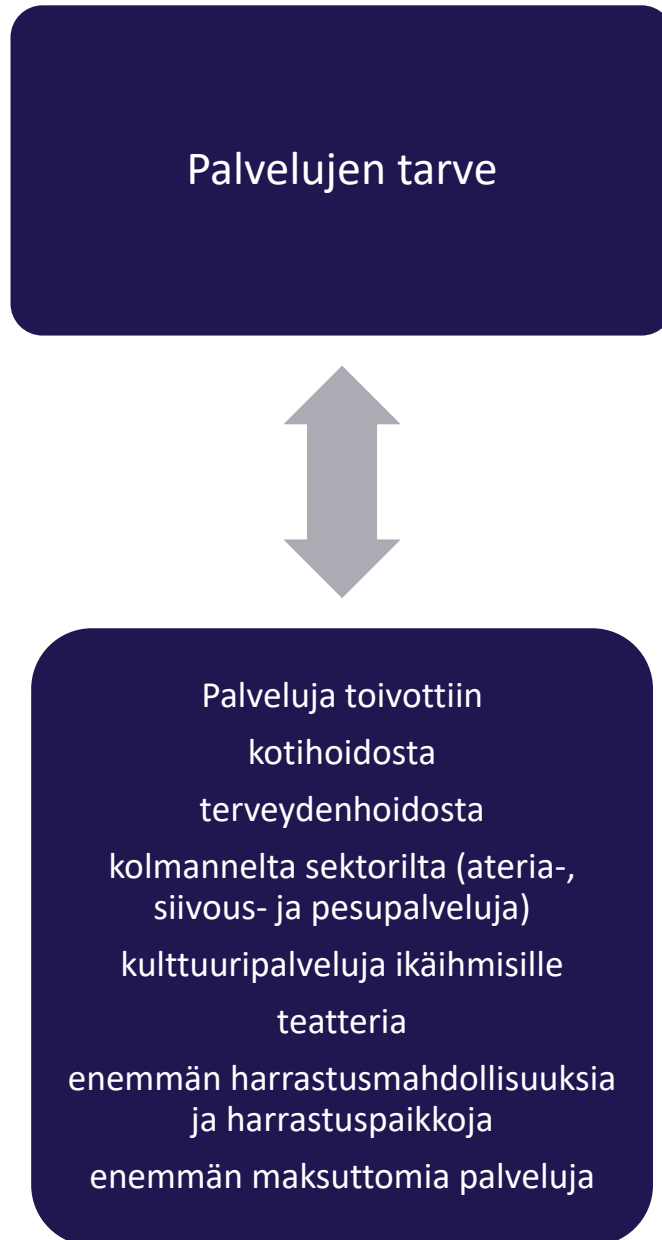 Palvelujen tarve
Palveluja toivottiin
kotihoidosta
terveydenhoidosta
kolmannelta sektorilta (ateria-,
siivous- ja pesupalveluja)
kulttuuripalveluja ikäihmisille
teatteria
enemmän harrastusmahdollisuuksia
ja harrastuspaikkoja
enemmän maksuttomia palveluja